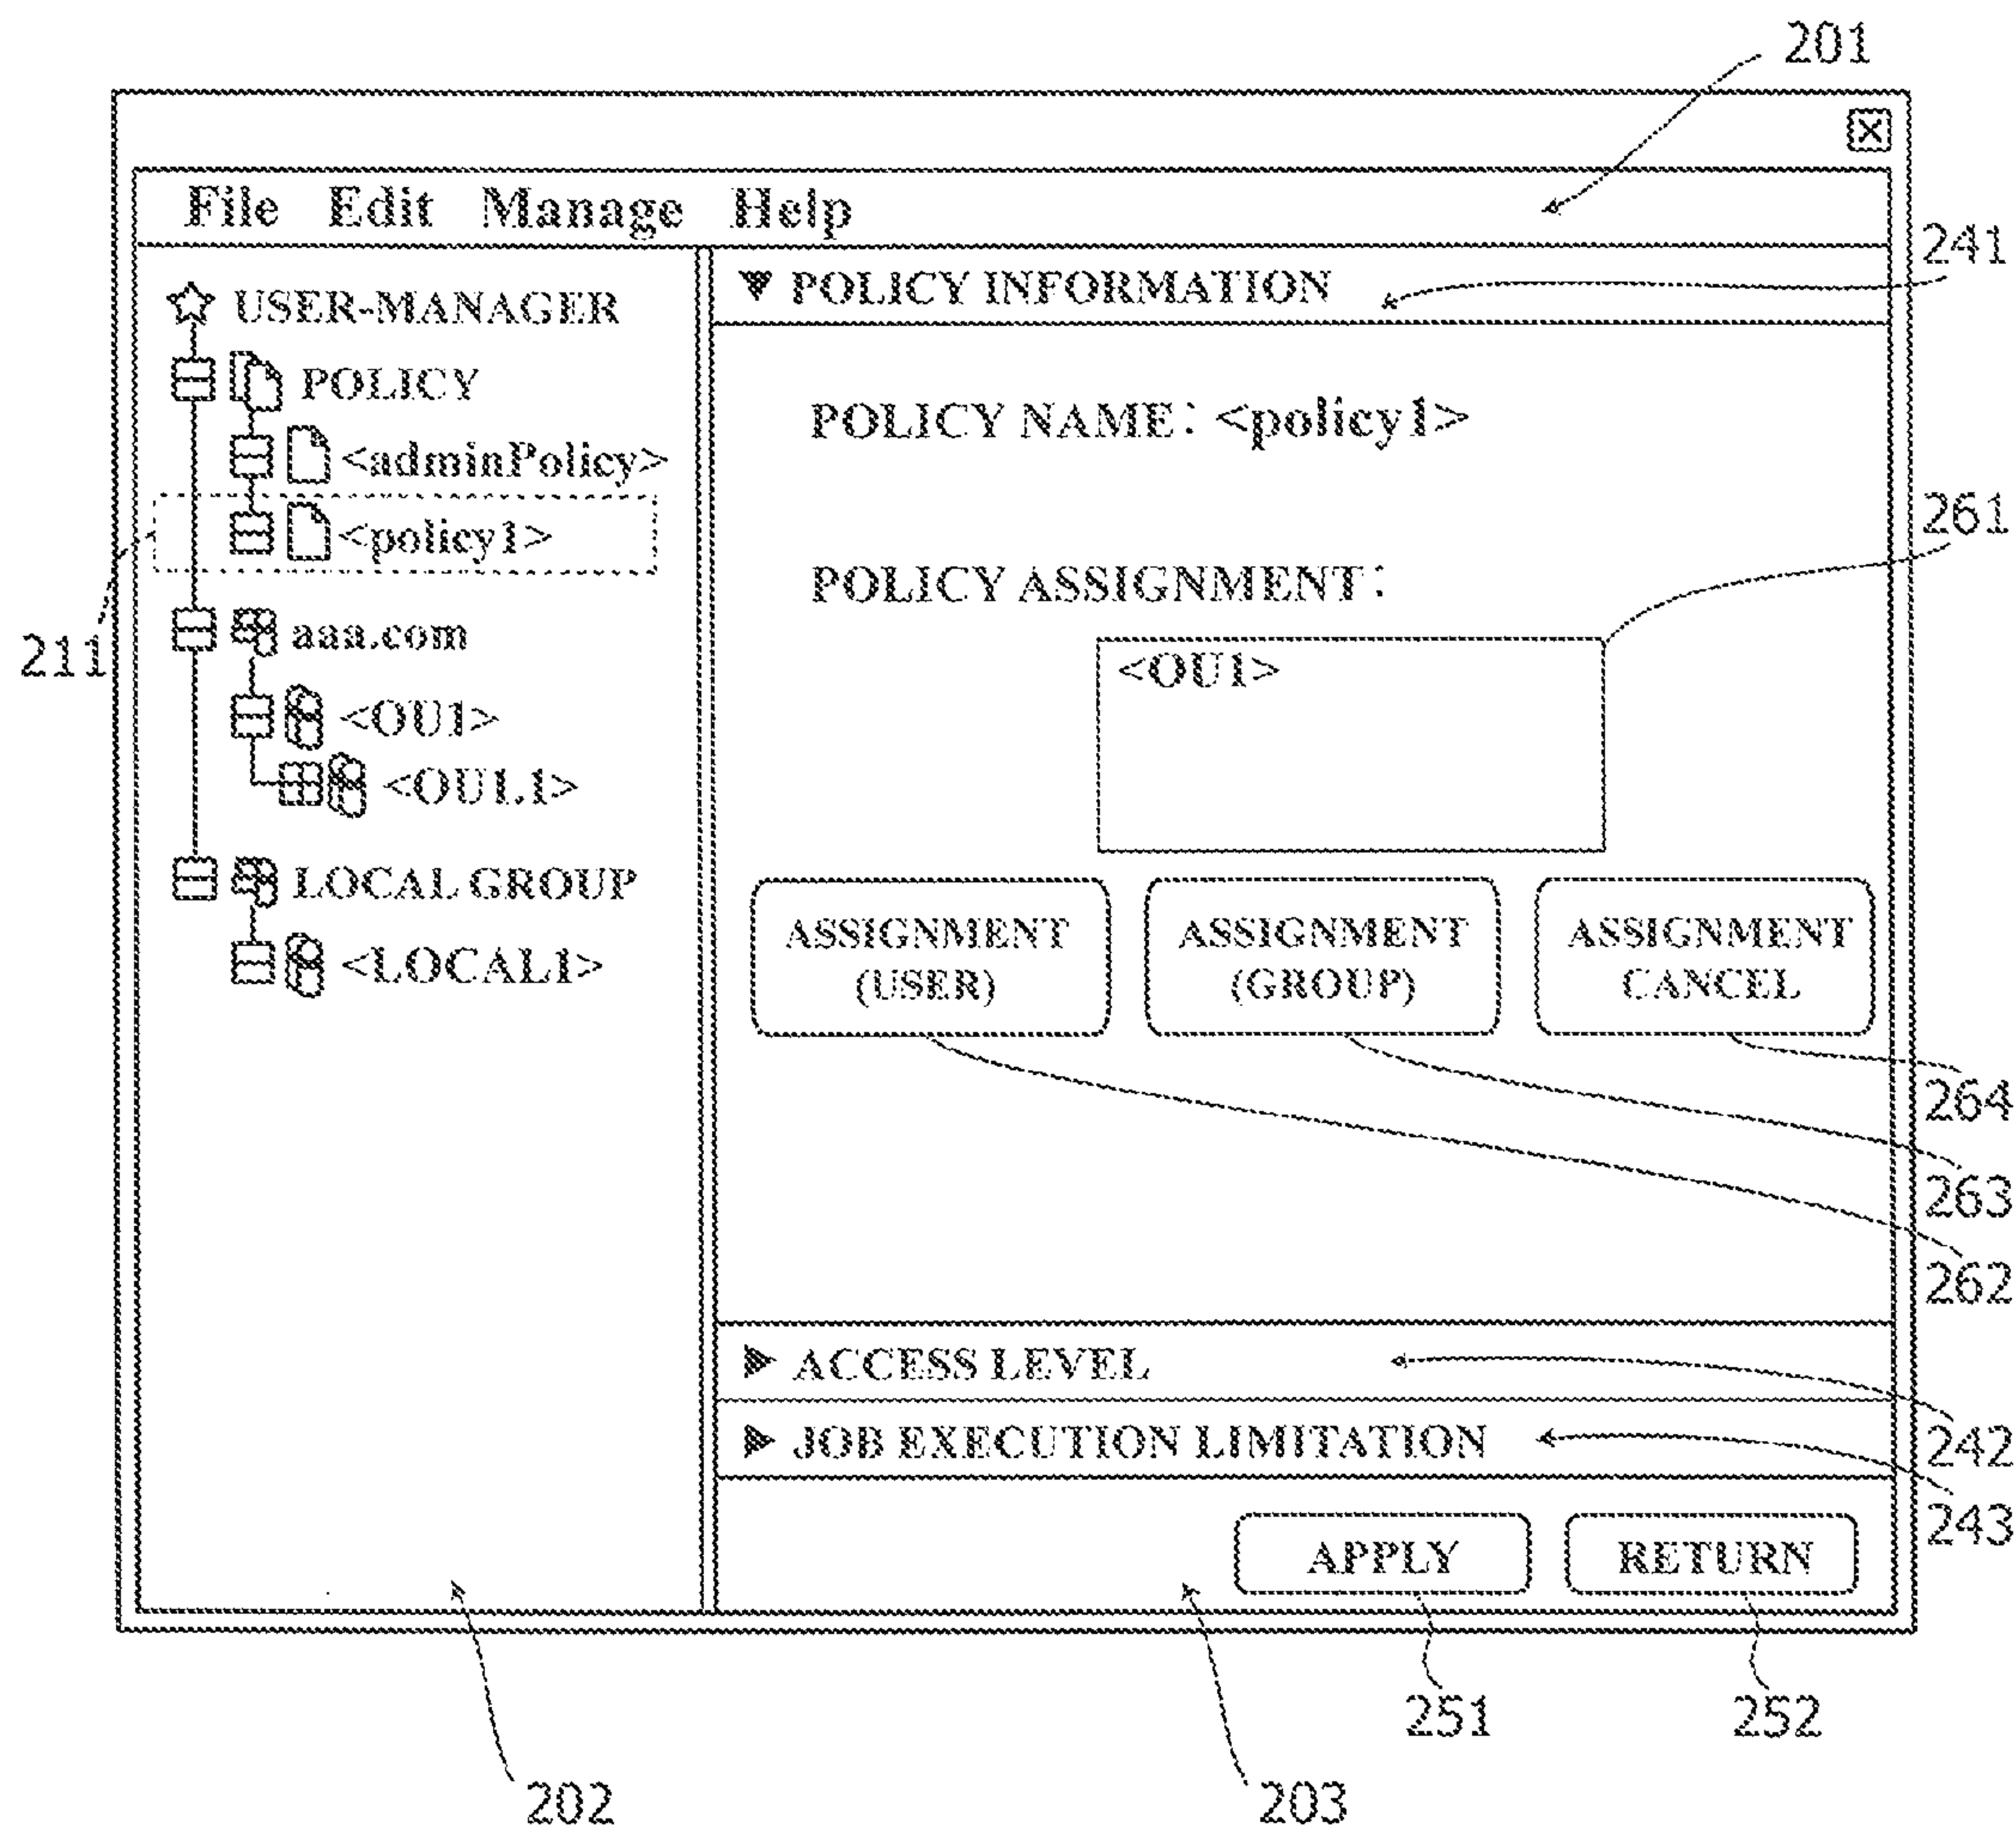 201
File Edit Manage Help
241
USER-MANAGER
POLICY
<adminPolicy>
<policy1>
211
aaa.com
<OU1>
<OU1.1>
LOCAL GROUP
<LOCAL1>
POLICY INFORMATION
POLICY NAME: <policy1>
261
POLICY ASSIGNMENT:
<OU1>
ASSIGNMENT
(USER)
ASSIGNMENT
(GROUP)
ASSIGNMENT
CANCEL
264
263
262
ACCESS LEVEL
242
JOB EXECUTION LIMITATION
243
APPLY
RETURN
251
252
202
203